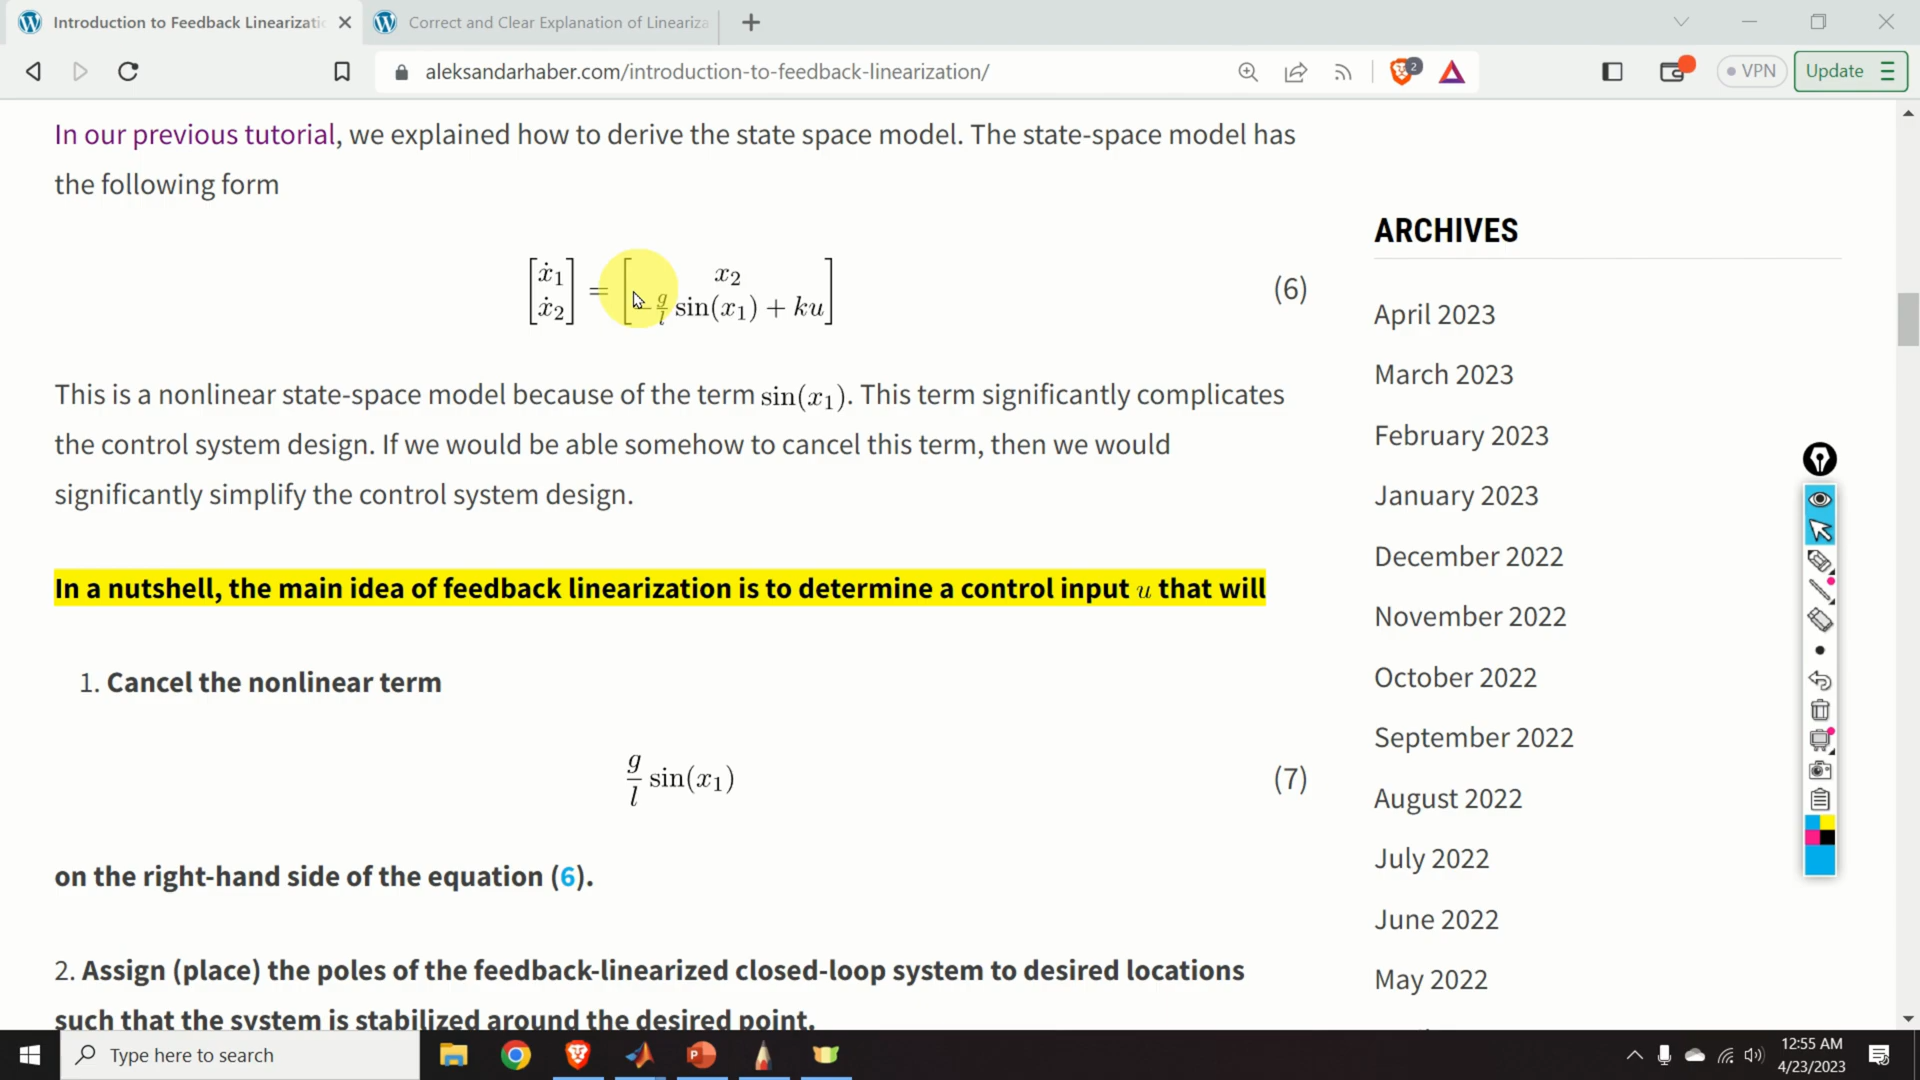 Introduction to Feedback Linearizati
Correct and Clear Explanation of Lineariza
aleksandarhaber.com/introduction-to-feedback-linearization/
2
VPN
Update
In our previous tutorial, we explained how to derive the state space model. The state-space model has
the following form
[ẋ₁ ẋ₂] = [x₂ −g/l sin(x₁) + ku] (6)
This is a nonlinear state-space model because of the term sin(x₁). This term significantly complicates
the control system design. If we would be able somehow to cancel this term, then we would
significantly simplify the control system design.
In a nutshell, the main idea of feedback linearization is to determine a control input u that will
1. Cancel the nonlinear term
g/l sin(x₁) (7)
on the right-hand side of the equation (6).
2. Assign (place) the poles of the feedback-linearized closed-loop system to desired locations
such that the system is stabilized around the desired point.
ARCHIVES
April 2023
March 2023
February 2023
January 2023
December 2022
November 2022
October 2022
September 2022
August 2022
July 2022
June 2022
May 2022
Type here to search
12:55 AM
4/23/2023